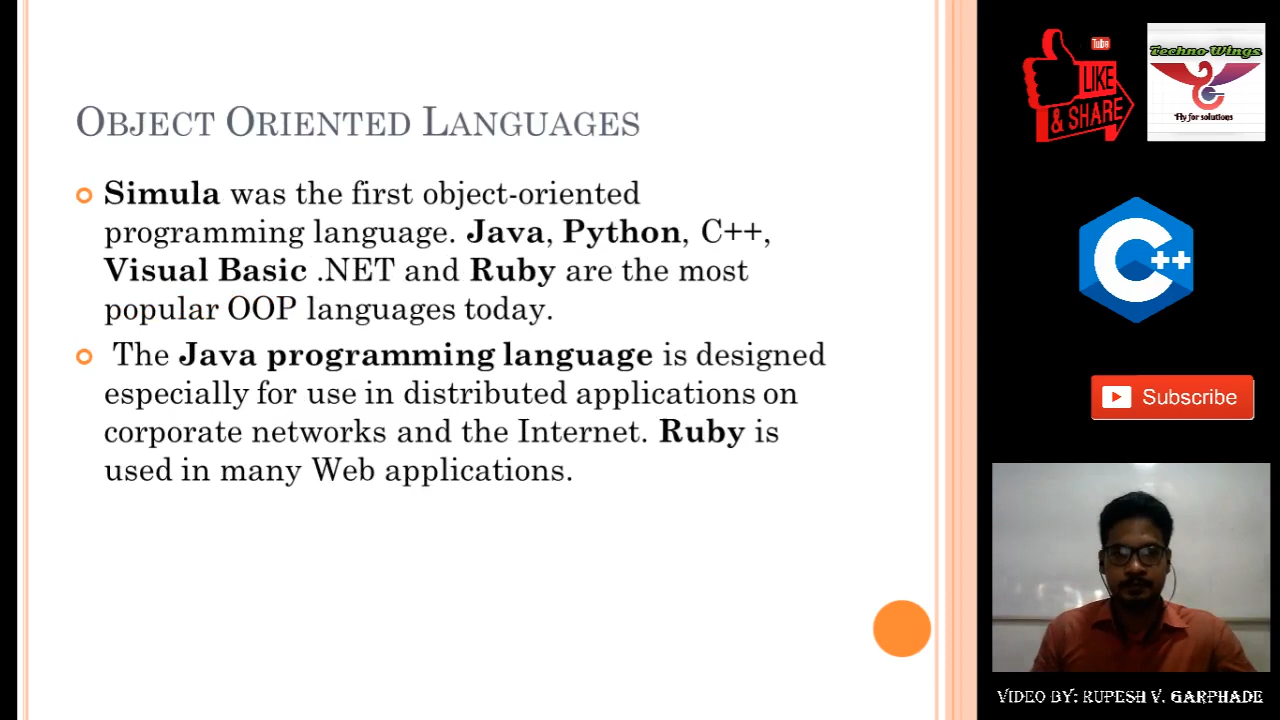 OBJECT ORIENTED LANGUAGES
Simula was the first object-oriented
programming language. Java, Python, C++,
Visual Basic .NET and Ruby are the most
popular OOP languages today.
The Java programming language is designed
especially for use in distributed applications on
corporate networks and the Internet. Ruby is
used in many Web applications.
Tube
LIKE
& SHARE
Techno Wings
Fly for solutions
C++
Subscribe
VIDEO BY: RUPESH V. GARPHADE